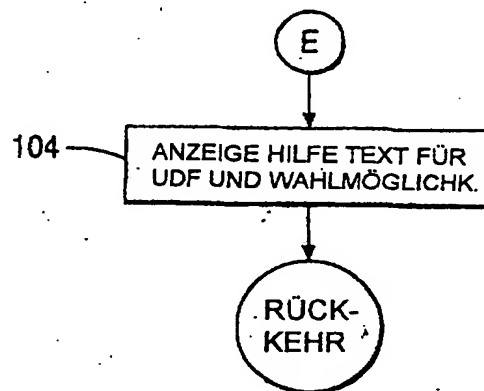 E
104
ANZEIGE HILFE TEXT FÜR
UDF UND WAHLMÖGLICHK.
RÜCK-
KEHR